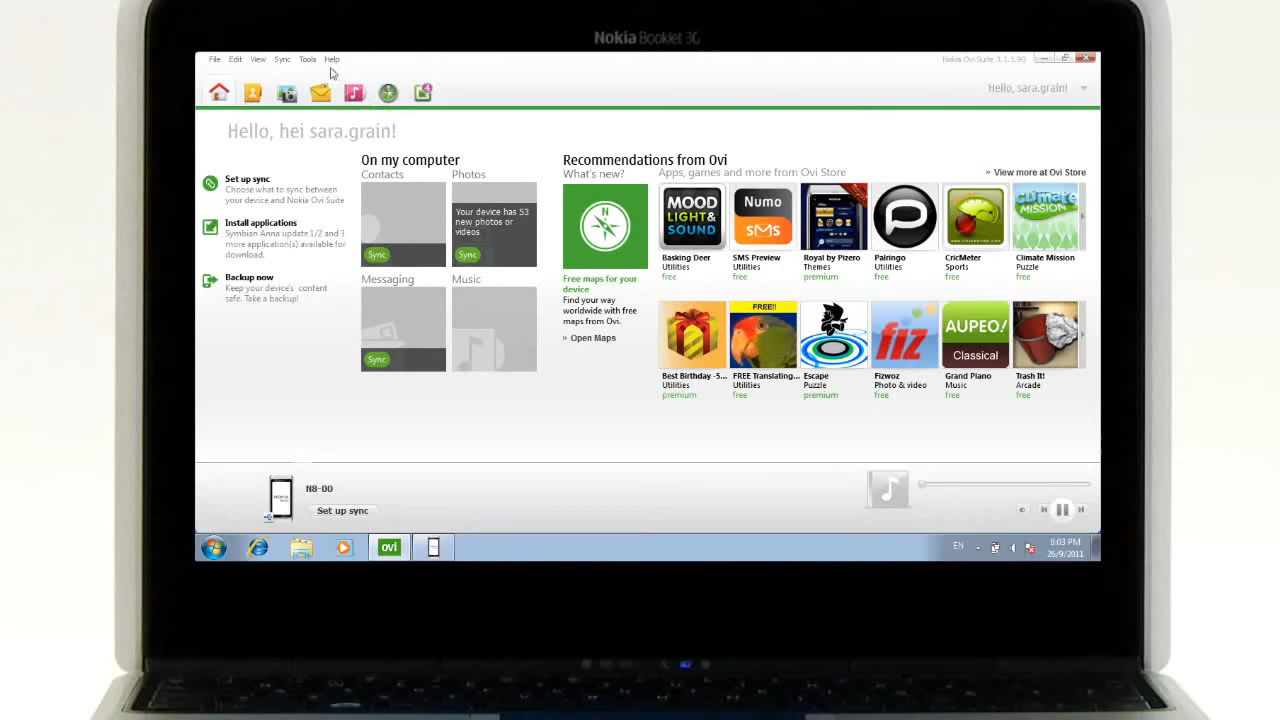 Nokia Booklet 3G
File Edit View Sync Tools Help
Nokia Ovi Suite 3.1.1.90
4
Hello, sara.grain!
Hello, hei sara.grain!
Set up sync
Choose what to sync between
your device and Nokia Ovi Suite
Install applications
Symbian Anna update 1/2 and 3
more application(s) available for
download.
Backup now
Keep your device's content
safe. Take a backup!
On my computer
Contacts
Sync
Photos
Your device has 53
new photos or
videos
Sync
Messaging
Sync
Music
Recommendations from Ovi
What's new?
Free maps for your
device
Find your way
worldwide with free
maps from Ovi.
» Open Maps
Apps, games and more from Ovi Store
» View more at Ovi Store
MOOD
LIGHT&
SOUND
Basking Deer
Utilities
free
Numo
SMS
SMS Preview
Utilities
free
Royal by Pizero
Themes
premium
Pairingo
Utilities
free
CricMeter
Sports
free
CLIMATE
MISSION
Climate Mission
Puzzle
free
Best Birthday -5...
Utilities
premium
FREE!!
FREE Translating...
Utilities
free
Escape
Puzzle
premium
fiz
Fizwoz
Photo & video
free
AUPEO!
Classical
Grand Piano
Music
free
Trash It!
Arcade
free
N8-00
Set up sync
ovi
EN
8:03 PM
26/9/2011